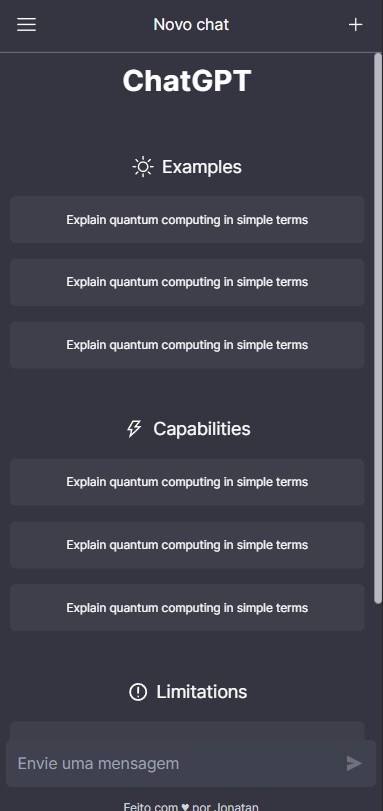 Novo chat
ChatGPT
Examples
Explain quantum computing in simple terms
Explain quantum computing in simple terms
Explain quantum computing in simple terms
Capabilities
Explain quantum computing in simple terms
Explain quantum computing in simple terms
Explain quantum computing in simple terms
Limitations
Envie uma mensagem
Feito com ♥ por Jonatan